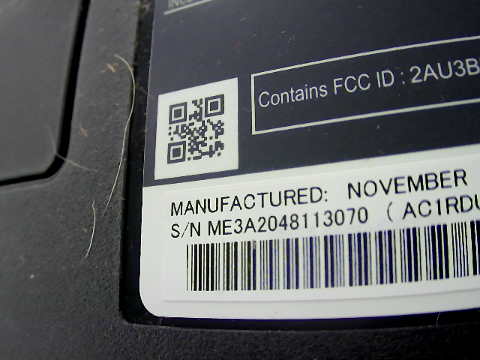 Contains FCC ID : 2AU3B
MANUFACTURED: NOVEMBER
S/N ME3A2048113070 ( AC1RDU